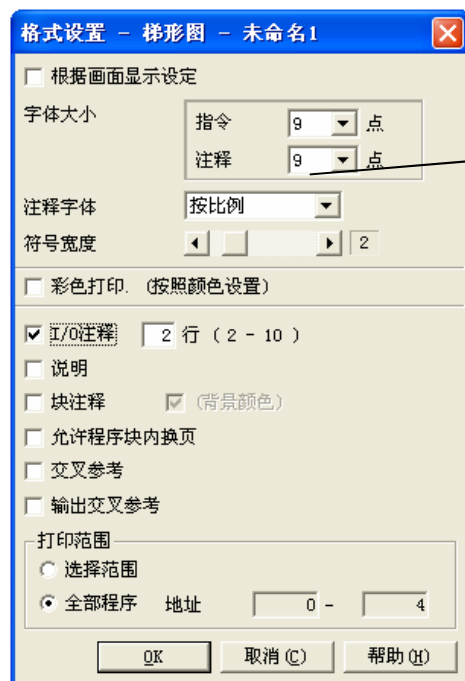 格式设置 - 梯形图 - 未命名1
根据画面显示设定
字体大小
指令 9 点
注释 9 点
注释字体 按比例
符号宽度 2
彩色打印. (按照颜色设置)
I/O注释 2 行 ( 2 - 10 )
说明
块注释 (背景颜色)
允许程序块内换页
交叉参考
输出交叉参考
打印范围
选择范围
全部程序 地址 0 - 4
OK 取消(C) 帮助(H)